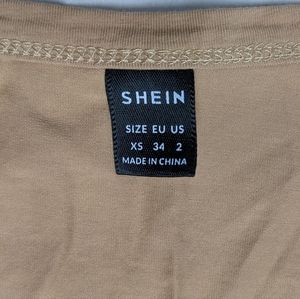 SHEIN
SIZE EU US
XS 34 2
MADE IN CHINA